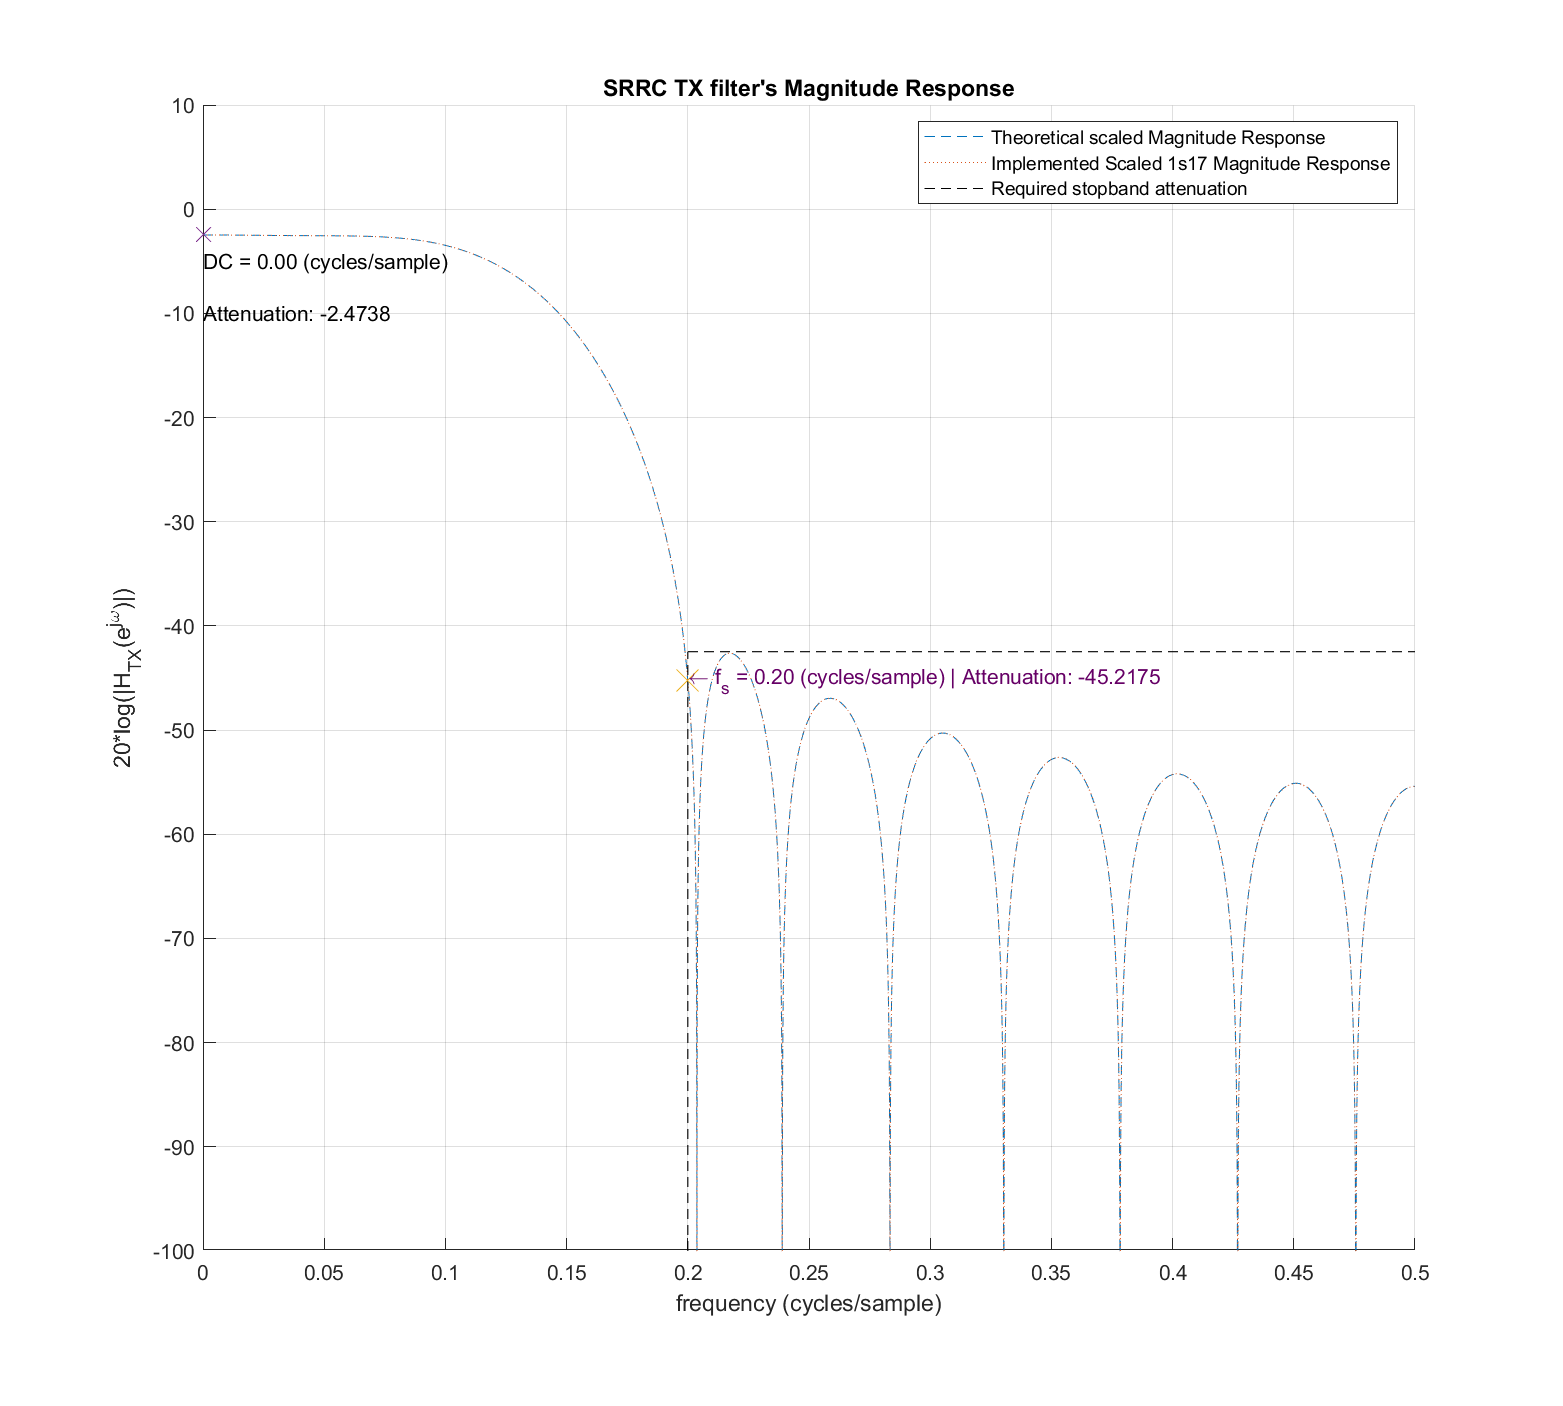 SRRC TX filter's Magnitude Response
Theoretical scaled Magnitude Response
Implemented Scaled 1s17 Magnitude Response
Required stopband attenuation
10
0
-10
-20
-30
-40
-50
-60
-70
-80
-90
-100
20*log(|H_TX(e^jω)|)
DC = 0.00 (cycles/sample)
Attenuation: -2.4738
← f_s = 0.20 (cycles/sample) | Attenuation: -45.2175
0 0.05 0.1 0.15 0.2 0.25 0.3 0.35 0.4 0.45 0.5
frequency (cycles/sample)